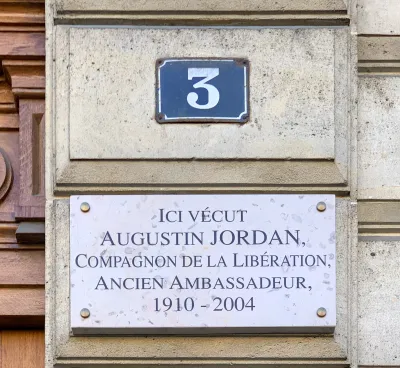 3
ICI VÉCUT
AUGUSTIN JORDAN,
COMPAGNON DE LA LIBÉRATION,
ANCIEN AMBASSADEUR,
1910 - 2004